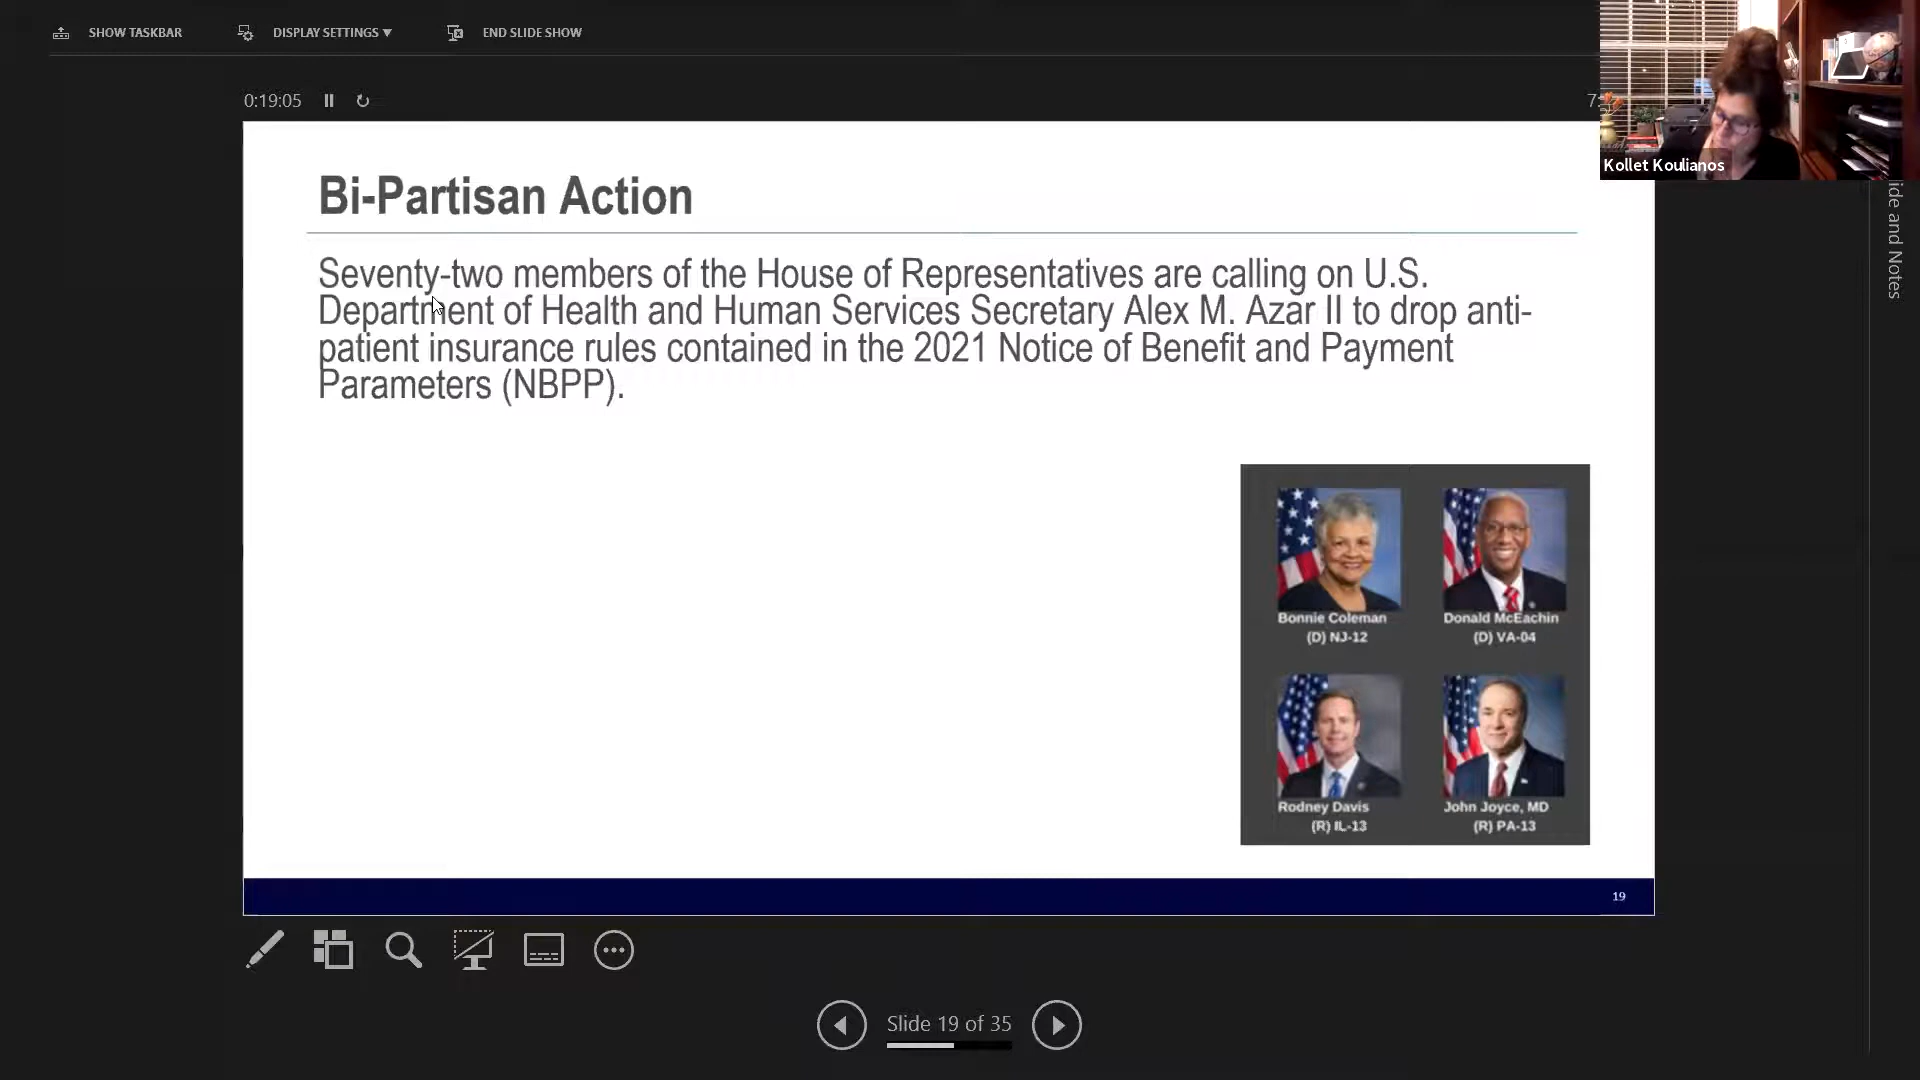 SHOW TASKBAR
DISPLAY SETTINGS ▼
END SLIDE SHOW
0:19:05
Kollet Koulianos
Bi-Partisan Action
Seventy-two members of the House of Representatives are calling on U.S.
Department of Health and Human Services Secretary Alex M. Azar II to drop anti-
patient insurance rules contained in the 2021 Notice of Benefit and Payment
Parameters (NBPP).
and Notes
Bonnie Coleman
(D) NJ-12
Donald McEachin
(D) VA-04
Rodney Davis
(R) IL-13
John Joyce, MD
(R) PA-13
19
Slide 19 of 35